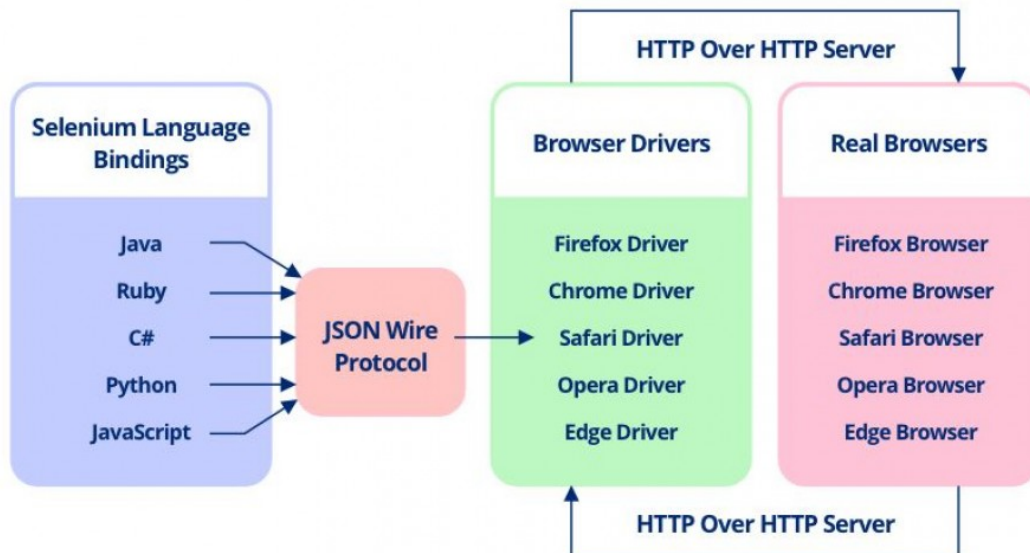 HTTP Over HTTP Server
Selenium Language
Bindings
Java
Ruby
C#
Python
JavaScript
JSON Wire
Protocol
Browser Drivers
Firefox Driver
Chrome Driver
Safari Driver
Opera Driver
Edge Driver
Real Browsers
Firefox Browser
Chrome Browser
Safari Browser
Opera Browser
Edge Browser
HTTP Over HTTP Server